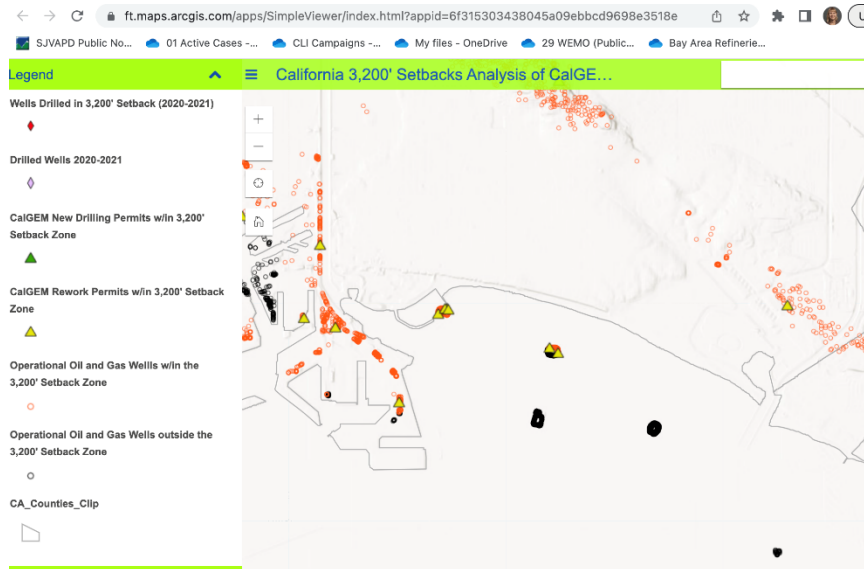 ft.maps.arcgis.com/apps/SimpleViewer/index.html?appid=6f315303438045a09ebbcd9698e3518e
SJVAPD Public No...
01 Active Cases -...
CLI Campaigns -...
My files - OneDrive
29 WEMO (Public...
Bay Area Refinerie...
Legend
California 3,200' Setbacks Analysis of CalGE...
Wells Drilled in 3,200' Setback (2020-2021)
Drilled Wells 2020-2021
CalGEM New Drilling Permits w/in 3,200'
Setback Zone
CalGEM Rework Permits w/in 3,200' Setback
Zone
Operational Oil and Gas Wellls w/in the
3,200' Setback Zone
Operational Oil and Gas Wells outside the
3,200' Setback Zone
CA_Counties_Clip